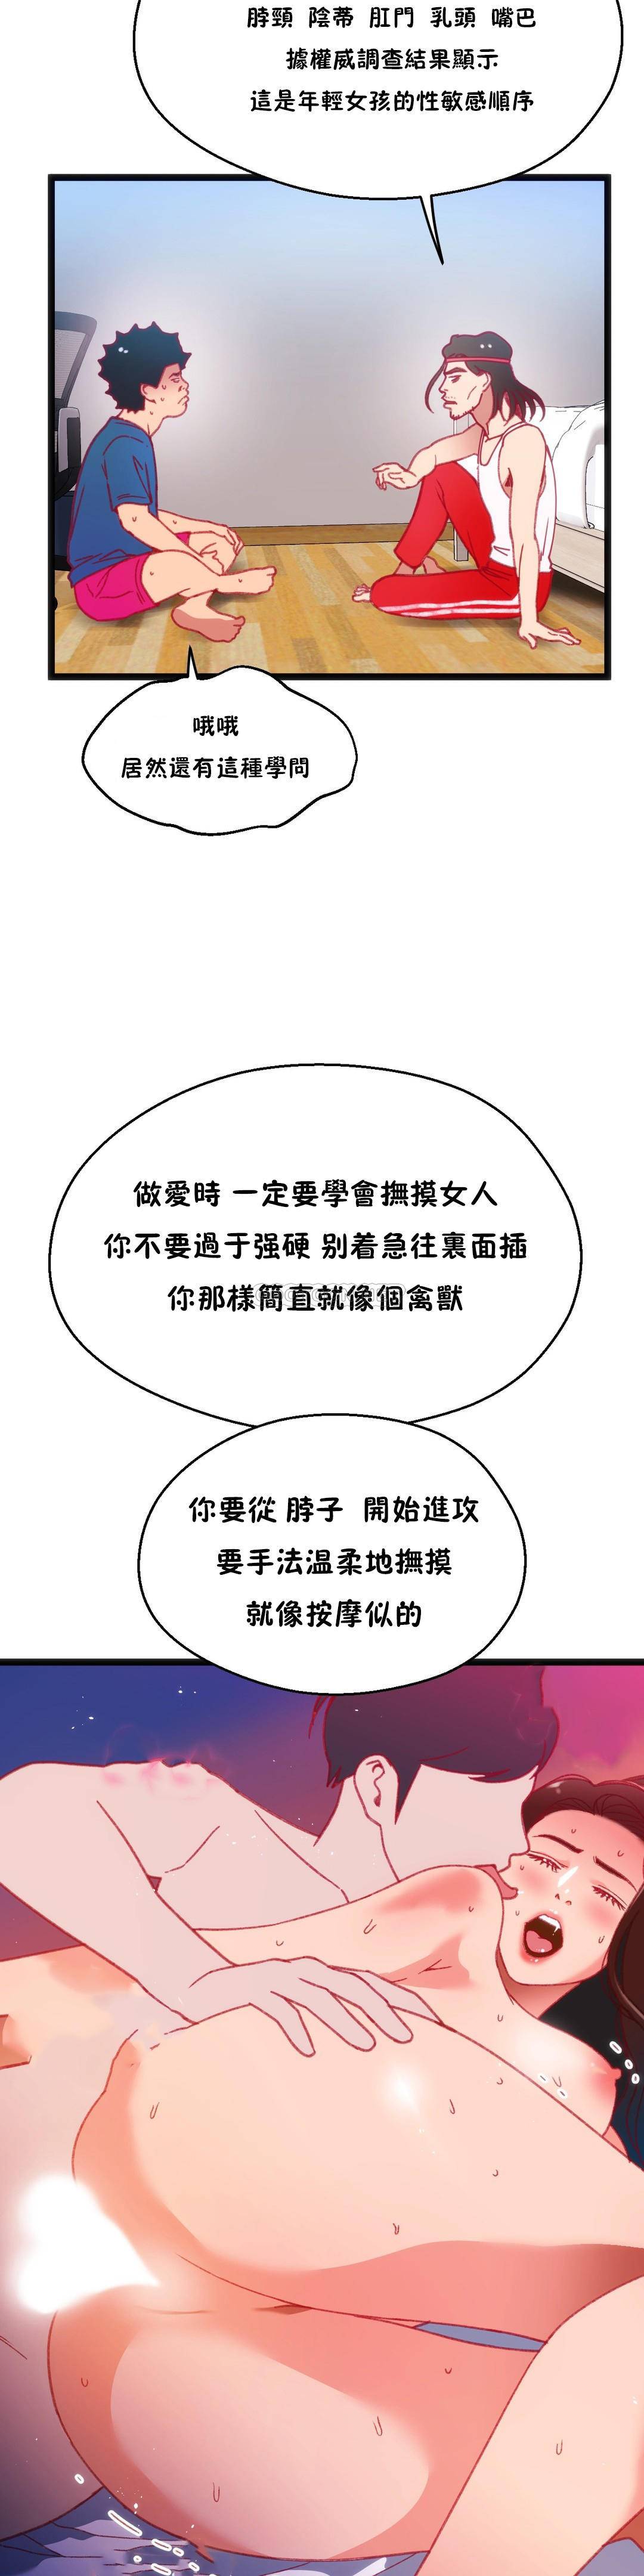 脖頸 陰蒂 肛門 乳頭 嘴巴
據權威調查結果顯示
這是年輕女孩的性敏感順序
哦哦
居然還有這種學問
做愛時 一定要學會撫摸女人
你不要過于强硬 别着急往裏面插
你那樣簡直就像個禽獸
你要從 脖子 開始進攻
要手法温柔地撫摸
就像按摩似的